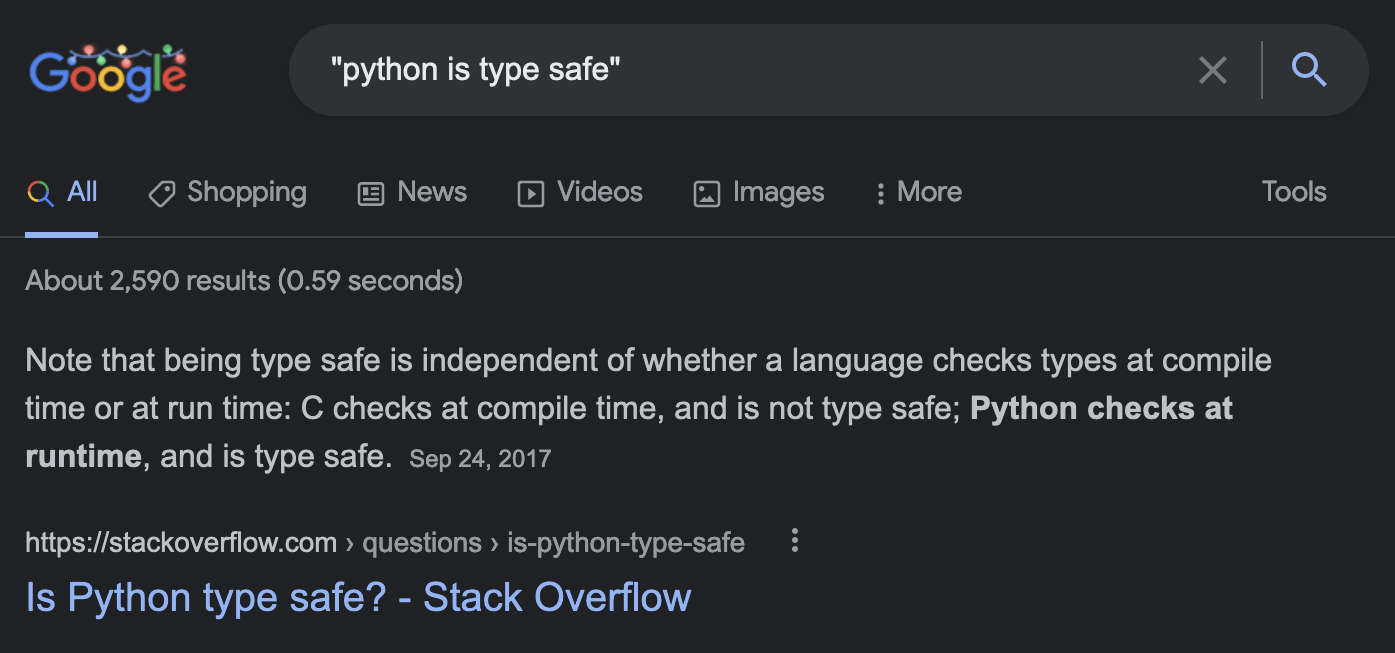 Google
"python is type safe"
All Shopping News Videos Images More Tools
About 2,590 results (0.59 seconds)
Note that being type safe is independent of whether a language checks types at compile
time or at run time: C checks at compile time, and is not type safe; Python checks at
runtime, and is type safe. Sep 24, 2017
https://stackoverflow.com › questions › is-python-type-safe
Is Python type safe? - Stack Overflow